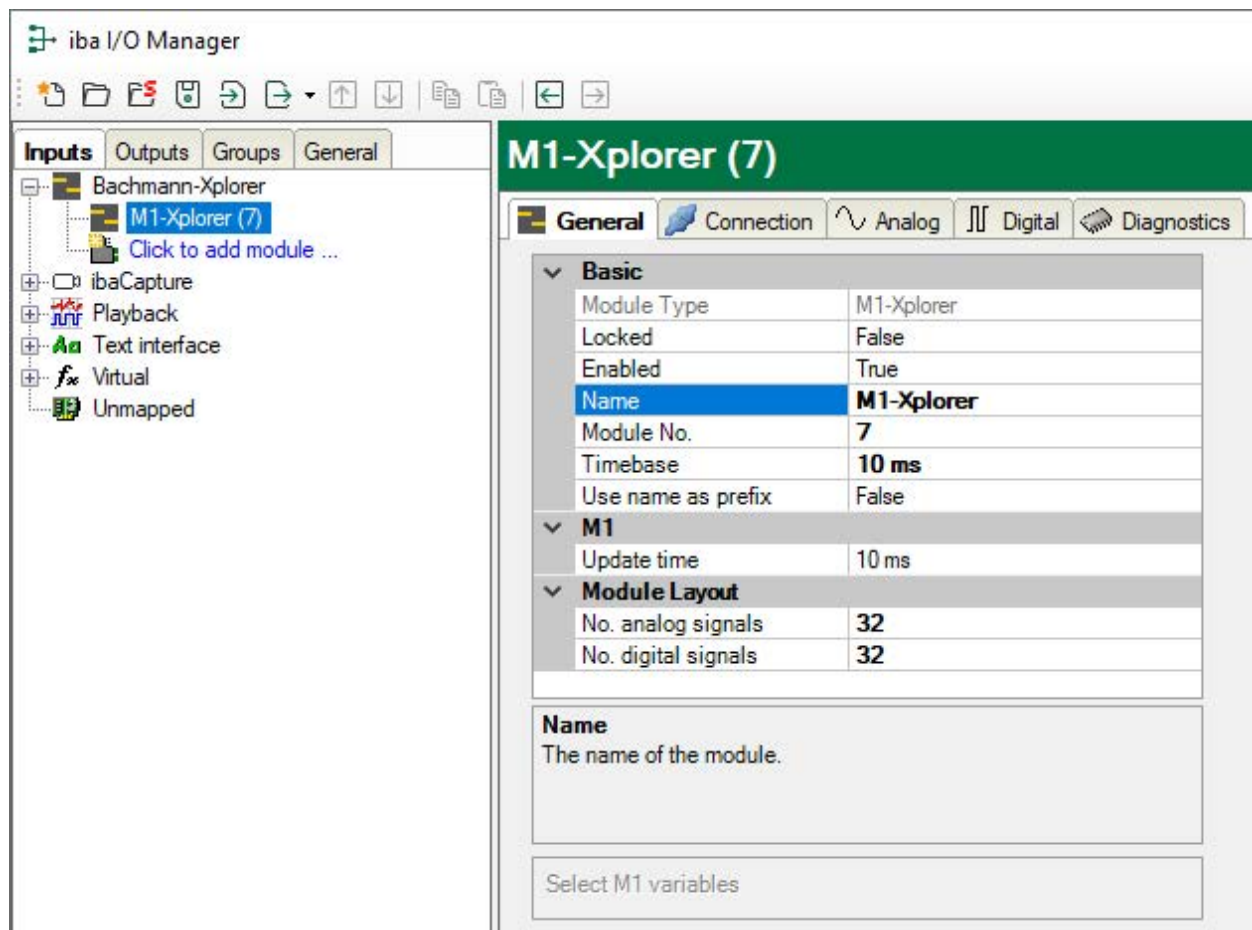 iba I/O Manager
Inputs Outputs Groups General
Bachmann-Xplorer
M1-Xplorer (7)
Click to add module ...
ibaCapture
Playback
Text interface
Virtual
Unmapped
M1-Xplorer (7)
General Connection Analog Digital Diagnostics
Basic
Module Type M1-Xplorer
Locked False
Enabled True
Name M1-Xplorer
Module No. 7
Timebase 10 ms
Use name as prefix False
M1
Update time 10 ms
Module Layout
No. analog signals 32
No. digital signals 32
Name
The name of the module.
Select M1 variables